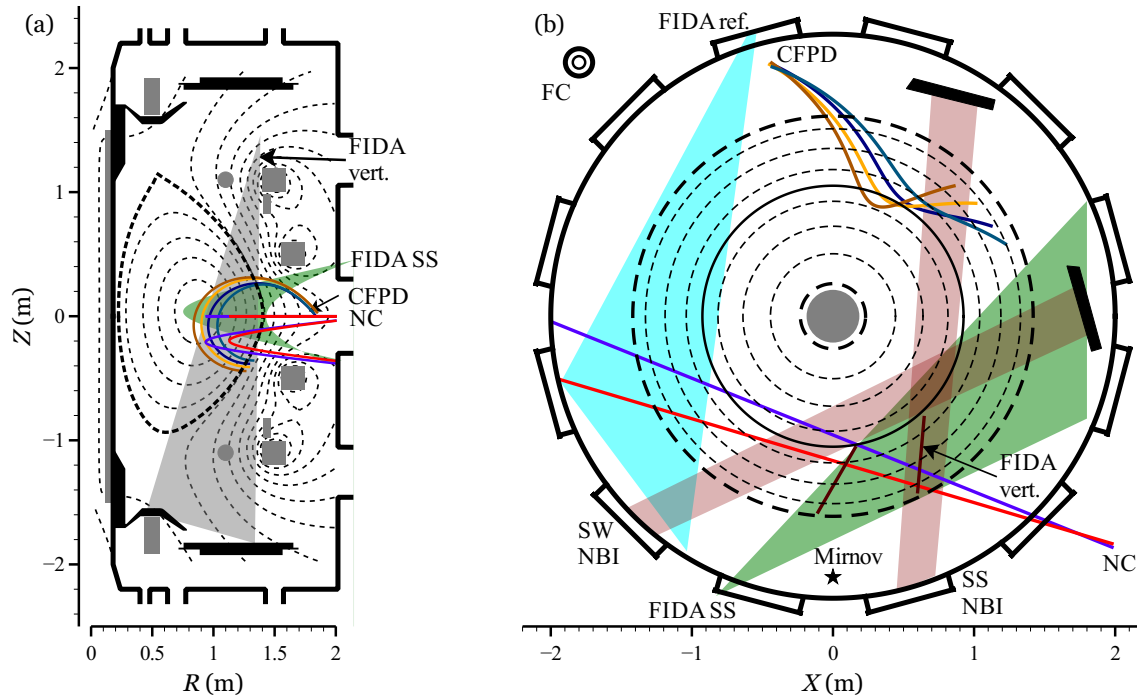 (a)
2
1
0
−1
−2
Z (m)
0
0.5
1
1.5
2
R (m)
FIDA
vert.
FIDA SS
CFPD
NC
(b)
FIDA ref.
CFPD
FC
FIDA
vert.
SW
NBI
Mirnov
FIDA SS
SS
NBI
NC
−2
−1
0
1
2
X (m)